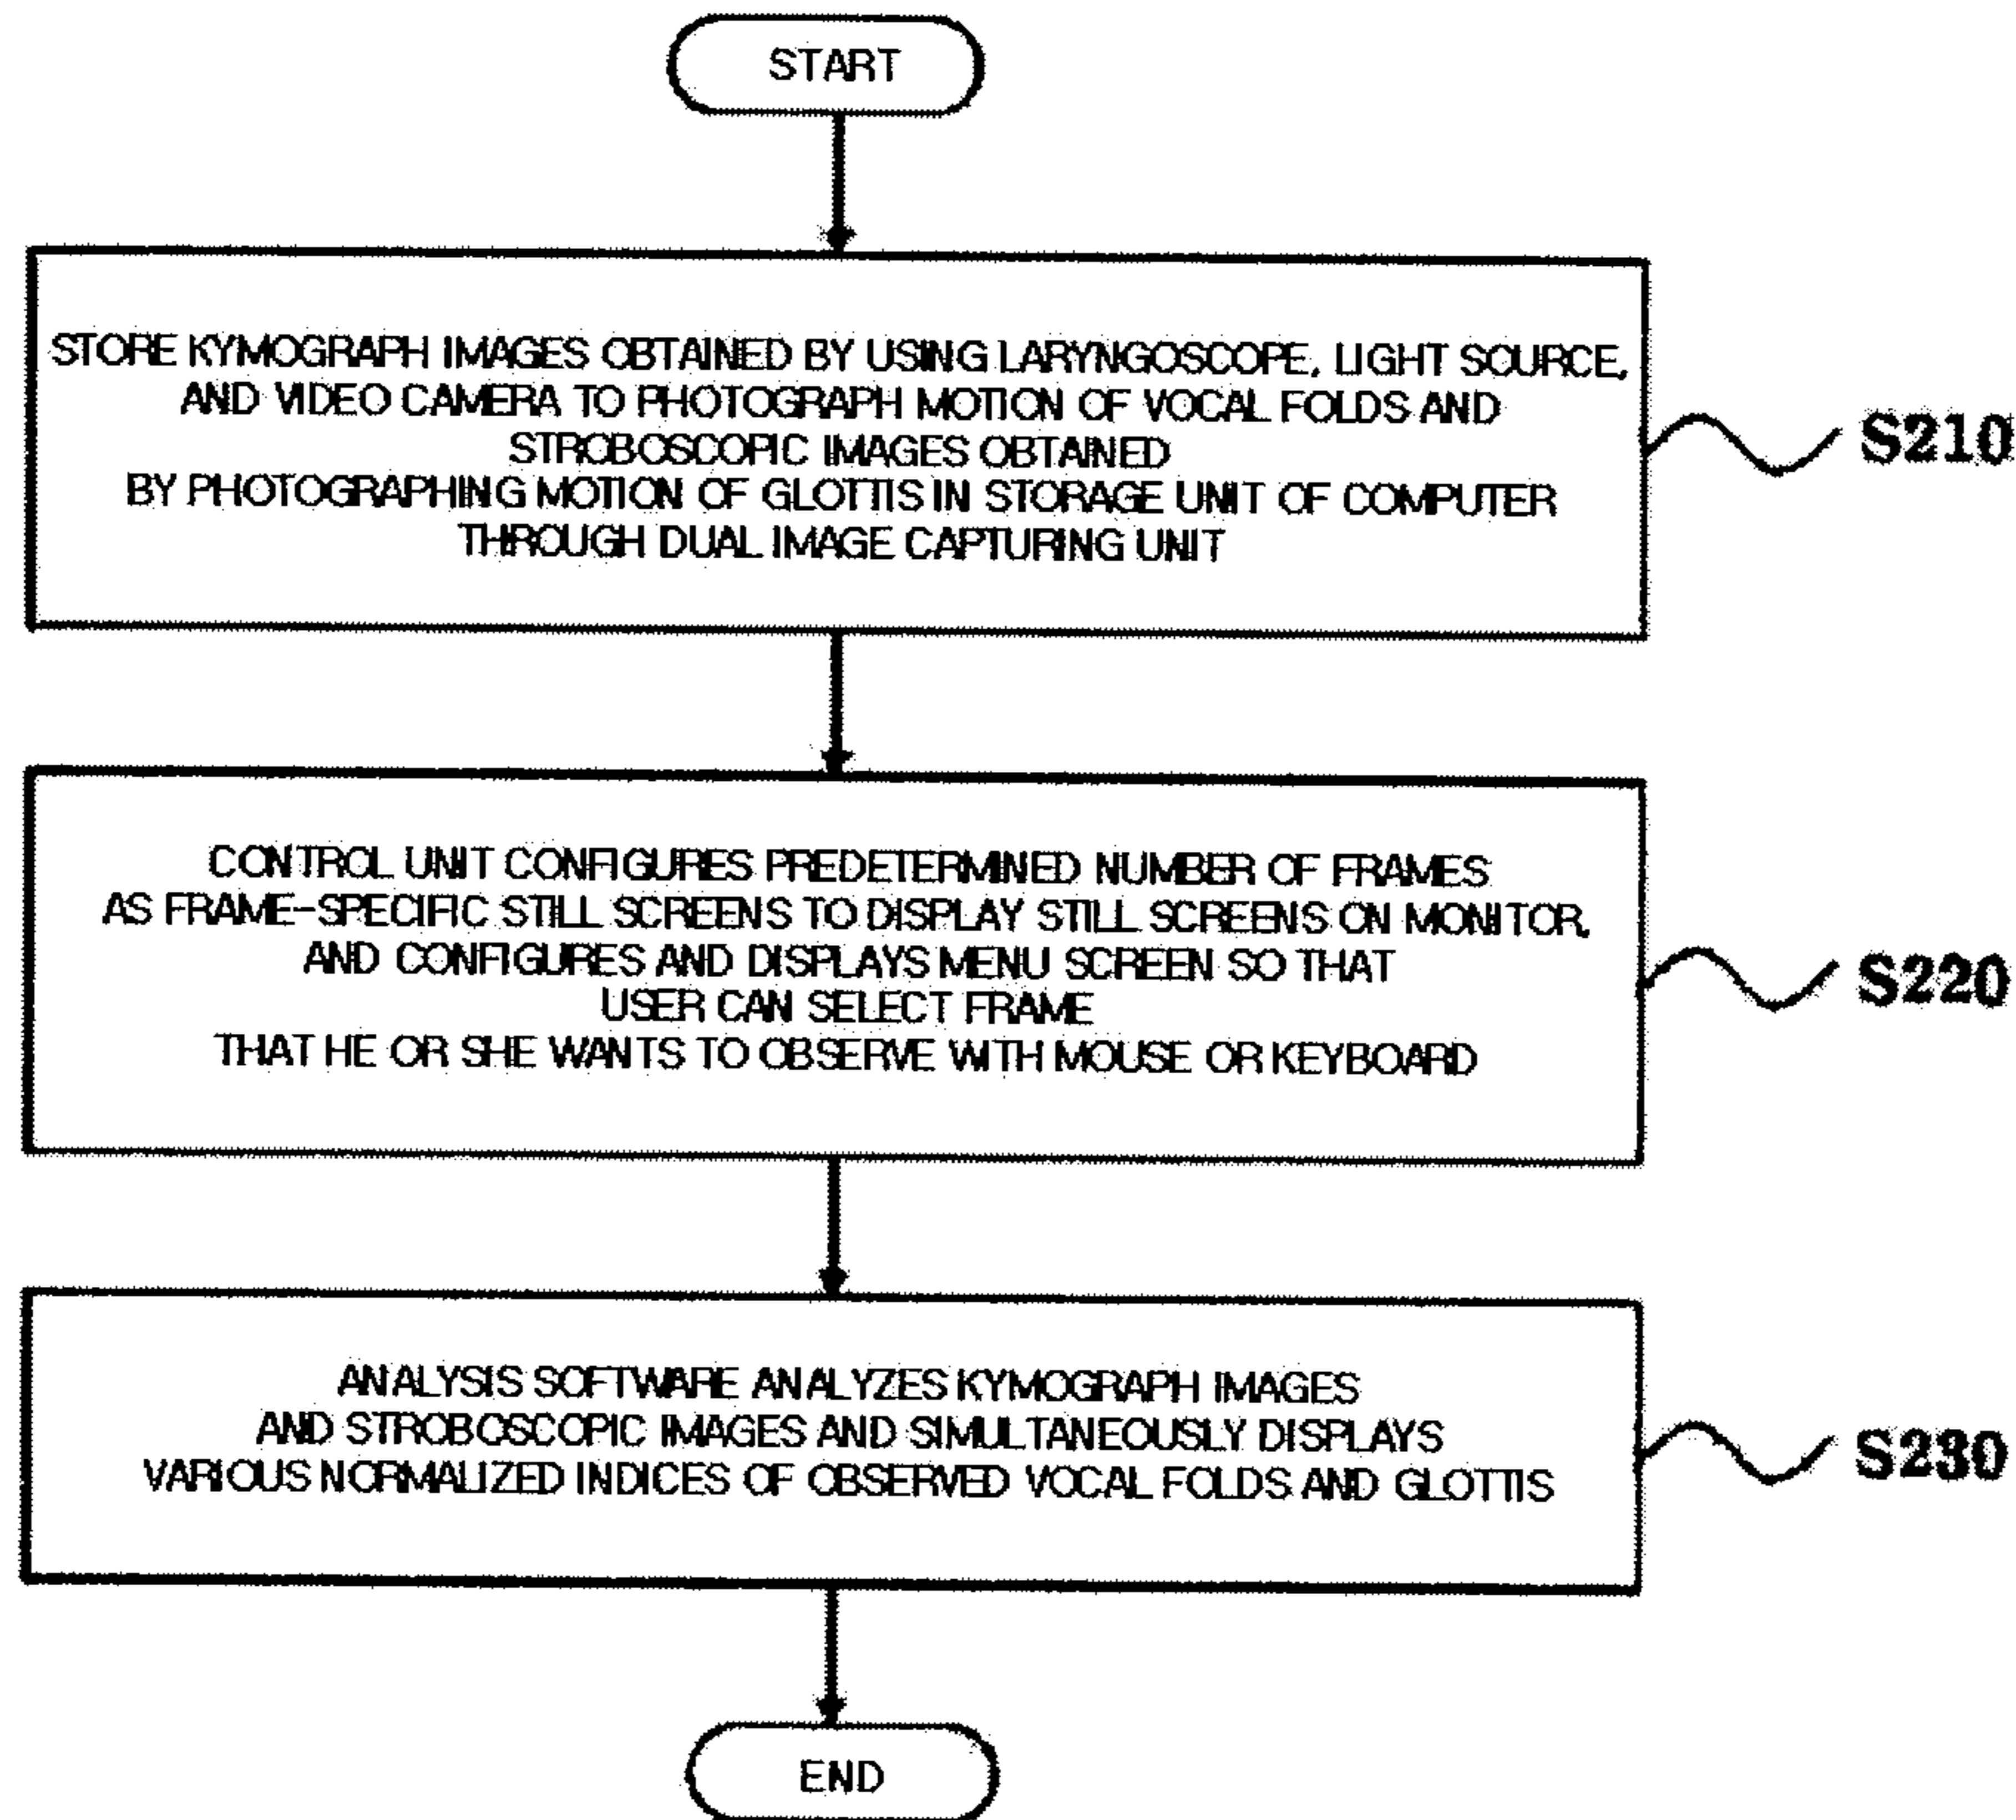 START
STORE KYMOGRAPH IMAGES OBTAINED BY USING LARYNGOSCOPE, LIGHT SOURCE,
AND VIDEO CAMERA TO PHOTOGRAPH MOTION OF VOCAL FOLDS AND
STROBOSCOPIC IMAGES OBTAINED
BY PHOTOGRAPHING MOTION OF GLOTTIS IN STORAGE UNIT OF COMPUTER
THROUGH DUAL IMAGE CAPTURING UNIT
S210
CONTROL UNIT CONFIGURES PREDETERMINED NUMBER OF FRAMES
AS FRAME-SPECIFIC STILL SCREENS TO DISPLAY STILL SCREENS ON MONITOR,
AND CONFIGURES AND DISPLAYS MENU SCREEN SO THAT
USER CAN SELECT FRAME
THAT HE OR SHE WANTS TO OBSERVE WITH MOUSE OR KEYBOARD
S220
ANALYSIS SOFTWARE ANALYZES KYMOGRAPH IMAGES
AND STROBOSCOPIC IMAGES AND SIMULTANEOUSLY DISPLAYS
VARIOUS NORMALIZED INDICES OF OBSERVED VOCAL FOLDS AND GLOTTIS
S230
END